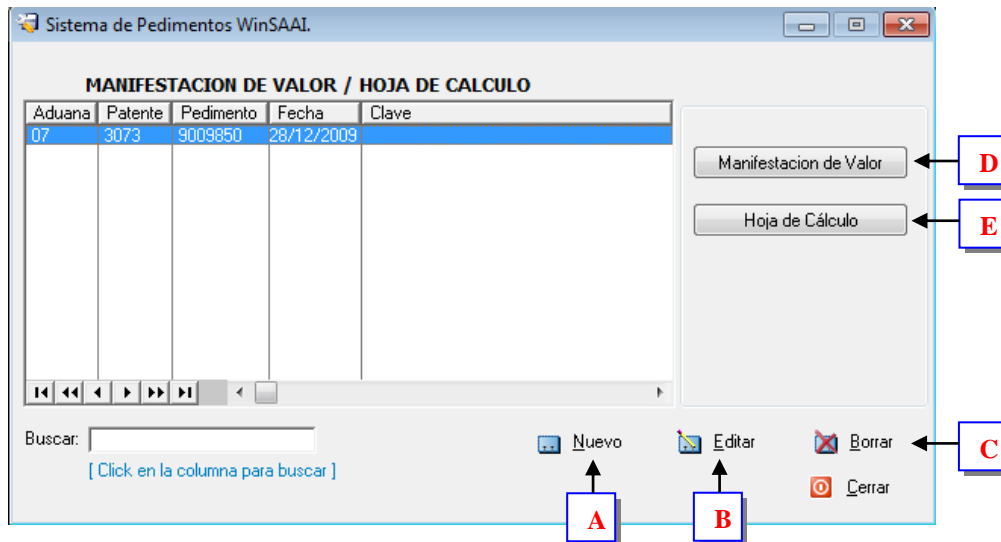 Sistema de Pedimentos WinSAAI.
MANIFESTACION DE VALOR / HOJA DE CALCULO
Aduana Patente Pedimento Fecha Clave
07 3073 9009850 28/12/2009
Manifestacion de Valor
D
Hoja de Cálculo
E
Buscar:
[ Click en la columna para buscar ]
Nuevo
Editar
Borrar
C
Cerrar
A
B